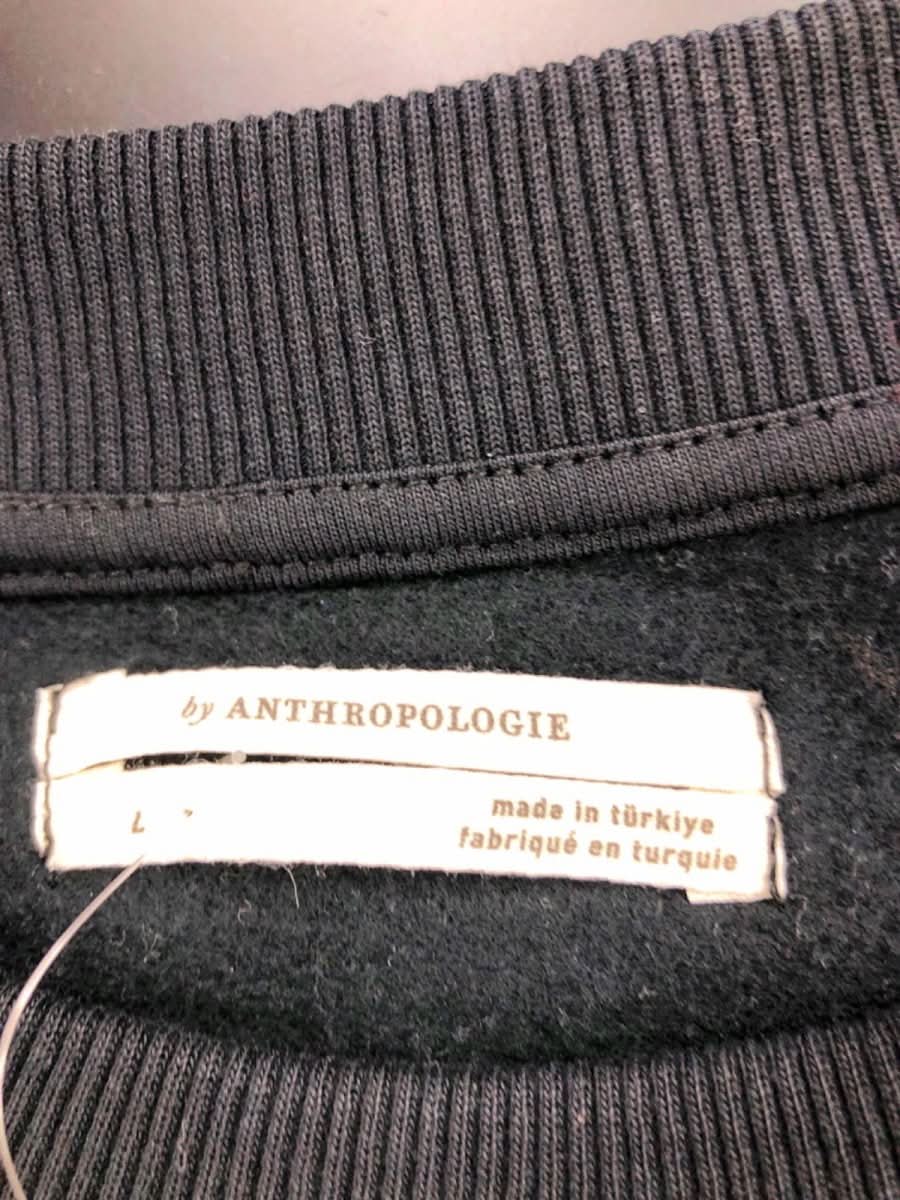 by ANTHROPOLOGIE
L
made in türkiye
fabriqué en turquie